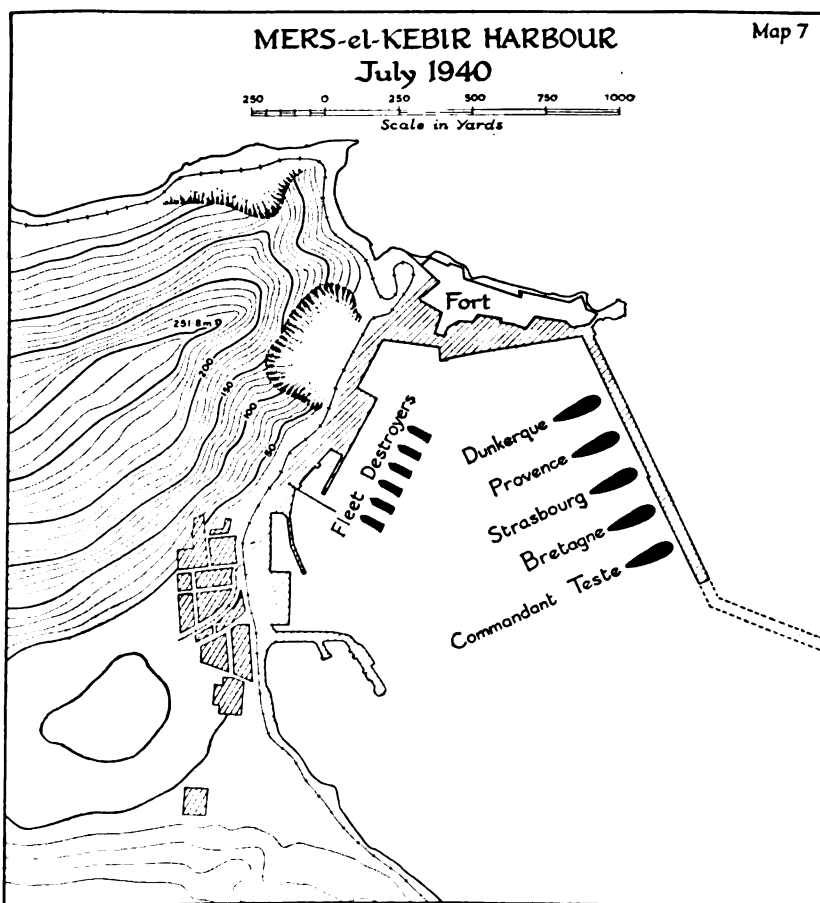 MERS-el-KEBIR HARBOUR
Map 7
July 1940
250 0 250 500 750 1000
Scale in Yards
Fort
251.8m
200
150
100
50
Fleet Destroyers
Dunkerque
Provence
Strasbourg
Bretagne
Commandant Teste